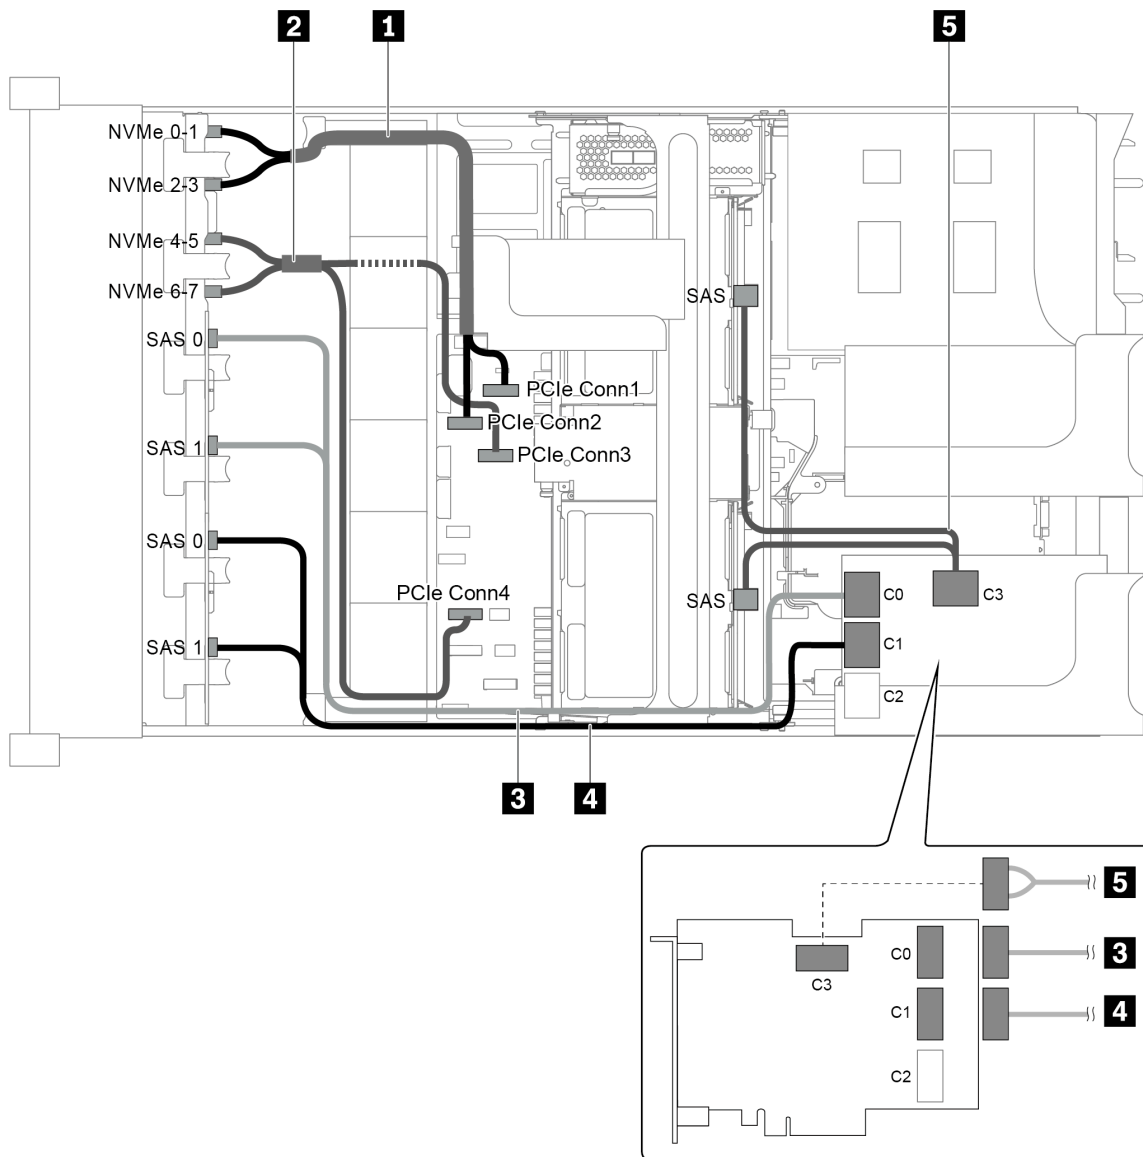 2 1 5
NVMe 0-1
NVMe 2-3
NVMe 4-5
NVMe 6-7
SAS
SAS 0
PCIe Conn1
PCIe Conn2
SAS 1
PCIe Conn3
SAS 0
PCIe Conn4
SAS
C0
C3
SAS 1
C1
C2
3 4
5
C0
3
C3
C1
4
C2